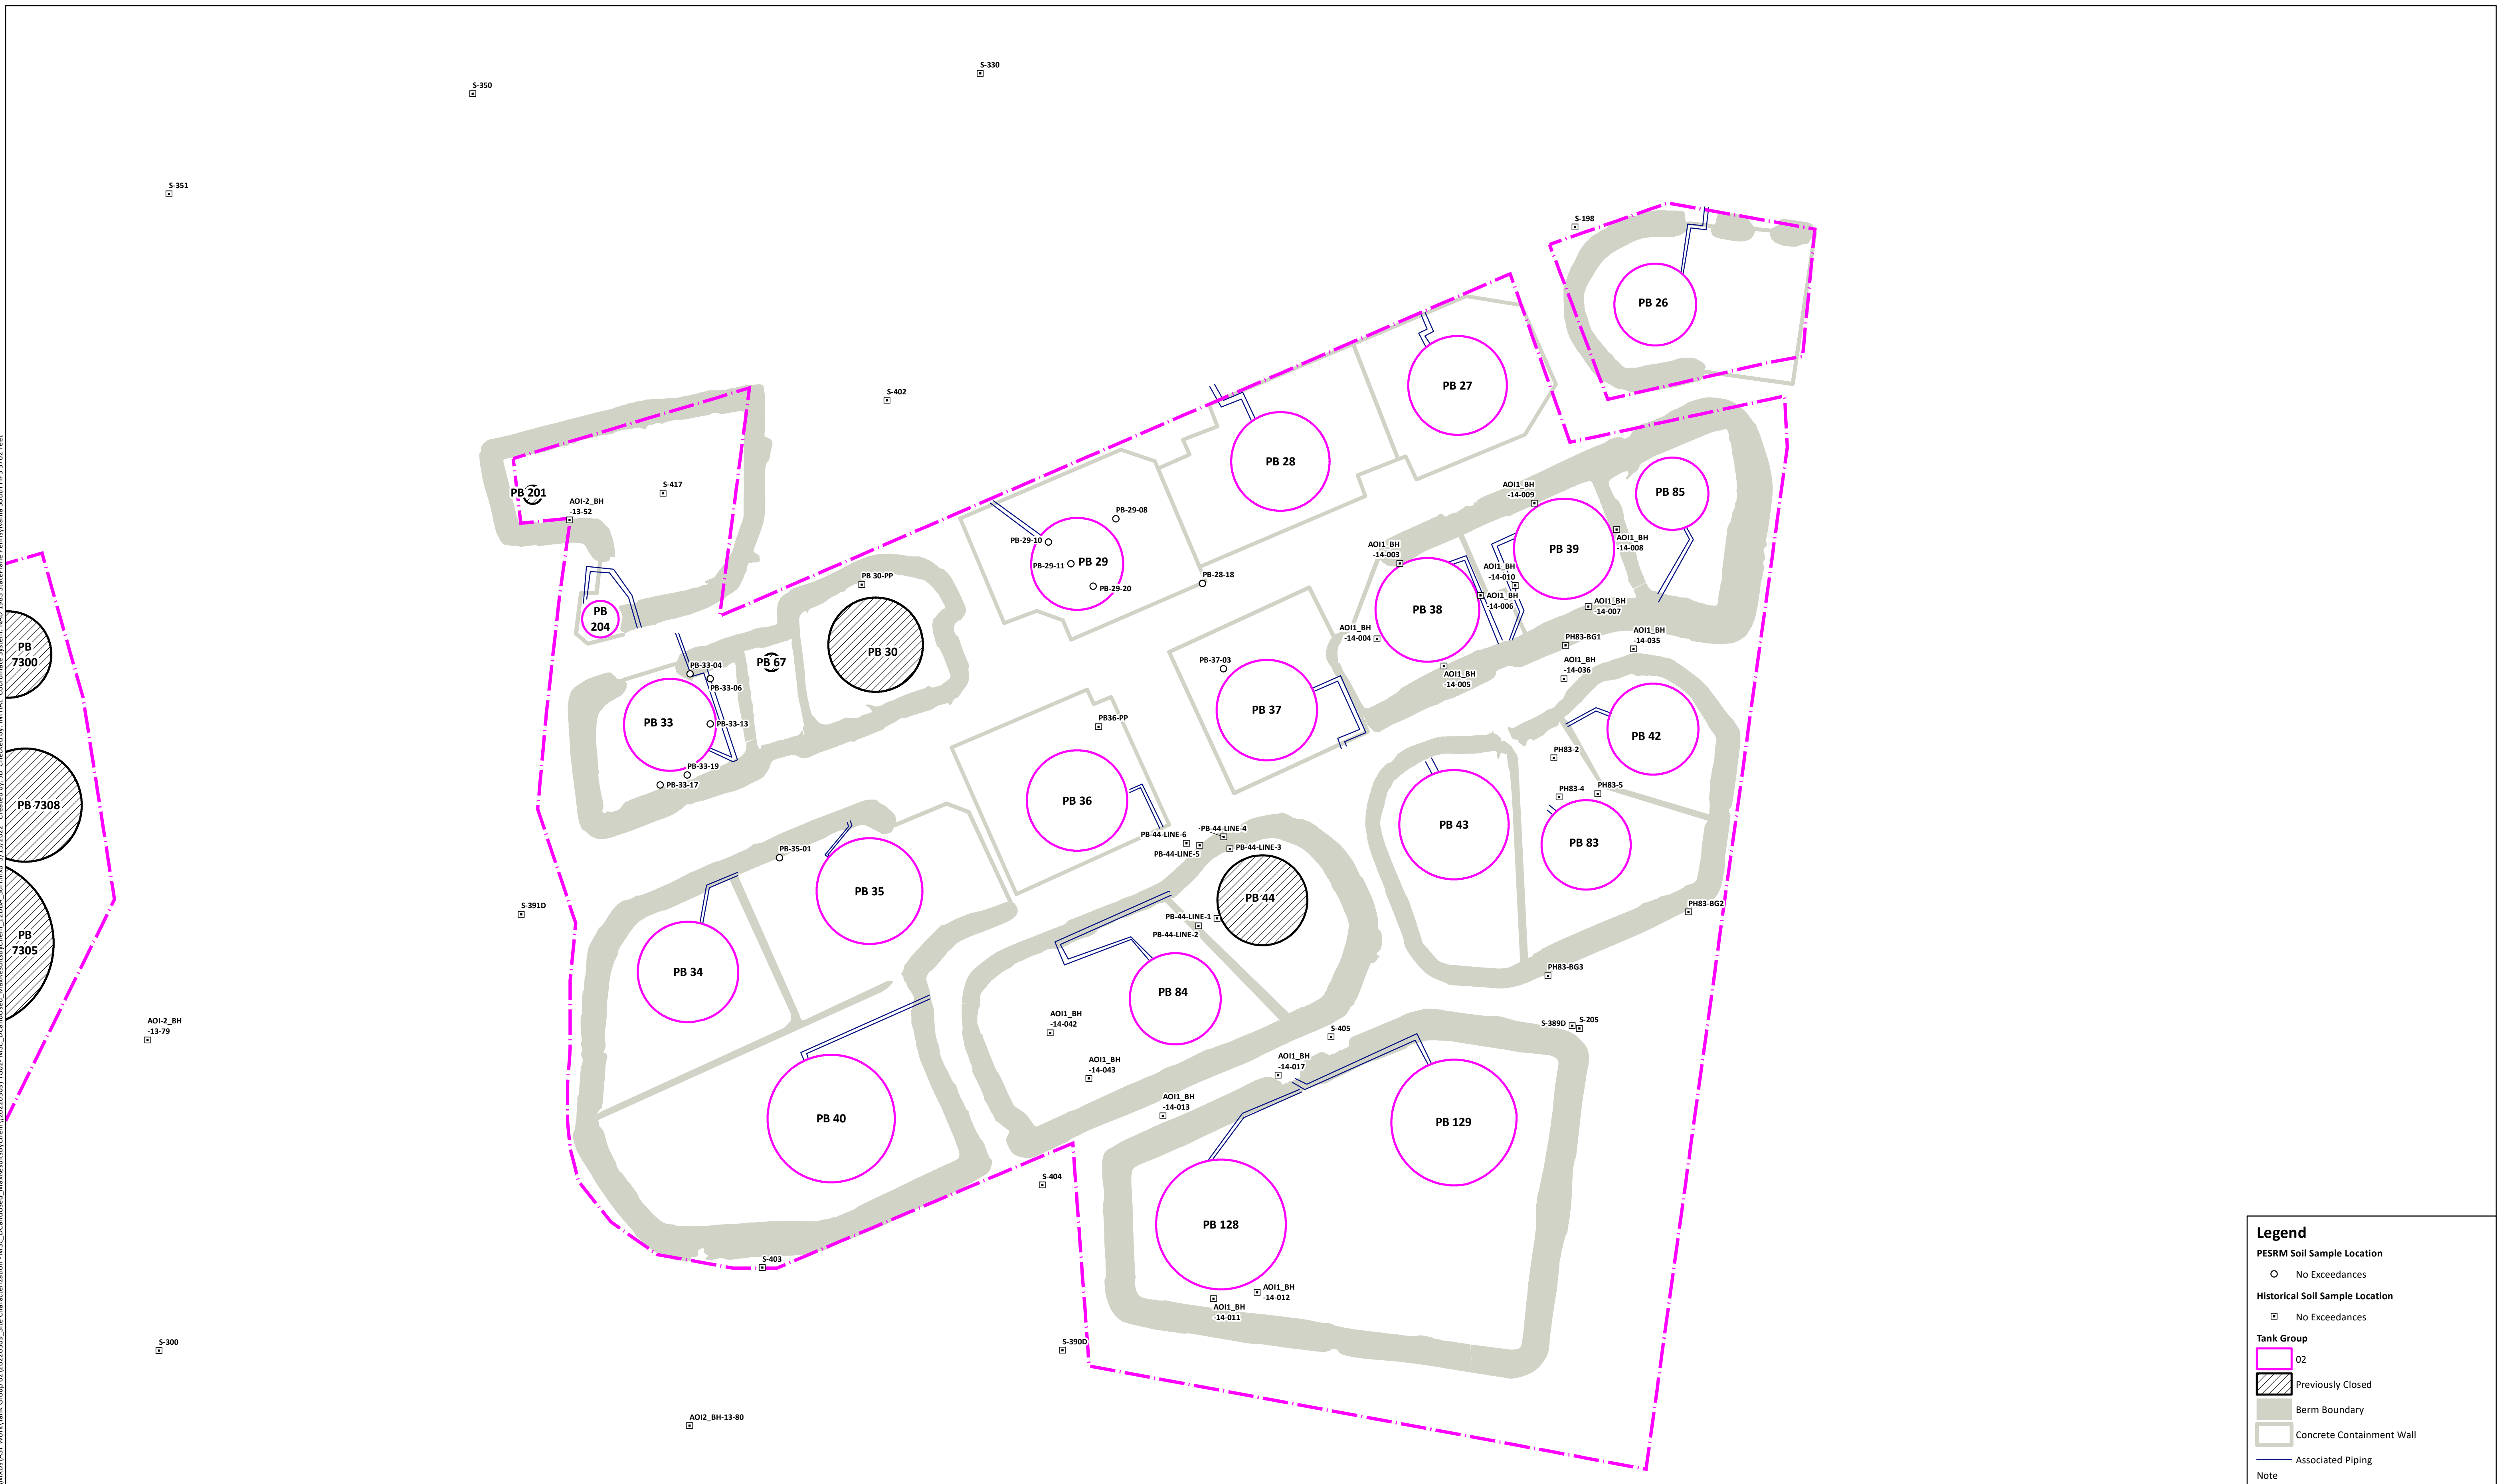 S-330
S-350
S-351
S-198
PB 26
S-402
PB 27
PB 28
PB 201
S-417
AOI-2_BH
-13-52
AOI1_BH
-14-009
PB 85
PB-29-08
PB-29-10
PB 39
AOI1_BH
-14-008
AOI1_BH
-14-003
PB-29-11
PB 29
PB-29-20
PB-28-18
PB 30-PP
AOI1_BH
-14-010
AOI1_BH
-14-006
AOI1_BH
-14-007
PB
204
PB 38
AOI1_BH
-14-004
PH83-BG1
AOI1_BH
-14-035
PB
7300
PB 67
PB 30
PB-33-04
PB-33-06
PB-37-03
AOI1_BH
-14-005
AOI1_BH
-14-036
PB 33
PB-33-13
PB 37
PB36-PP
PB 42
PH83-2
PB-33-19
PB-33-17
PH83-4
PH83-5
PB 7308
PB 36
PB 43
PB 83
PB-44-LINE-6
PB-44-LINE-4
PB-44-LINE-5
PB-44-LINE-3
PB-35-01
PB 35
PB 44
S-391D
PB-44-LINE-1
PB-44-LINE-2
PH83-BG2
PB
7305
PB 34
PH83-BG3
PB 84
AOI-2_BH
-13-79
AOI1_BH
-14-042
S-405
S-389D
S-205
AOI1_BH
-14-043
AOI1_BH
-14-017
AOI1_BH
-14-013
PB 40
PB 129
S-404
PB 128
S-403
AOI1_BH
-14-012
AOI1_BH
-14-011
S-300
S-390D
AOI2_BH-13-80
Legend
PESRM Soil Sample Location
No Exceedances
Historical Soil Sample Location
No Exceedances
Tank Group
02
Previously Closed
Berm Boundary
Concrete Containment Wall
Associated Piping
Note